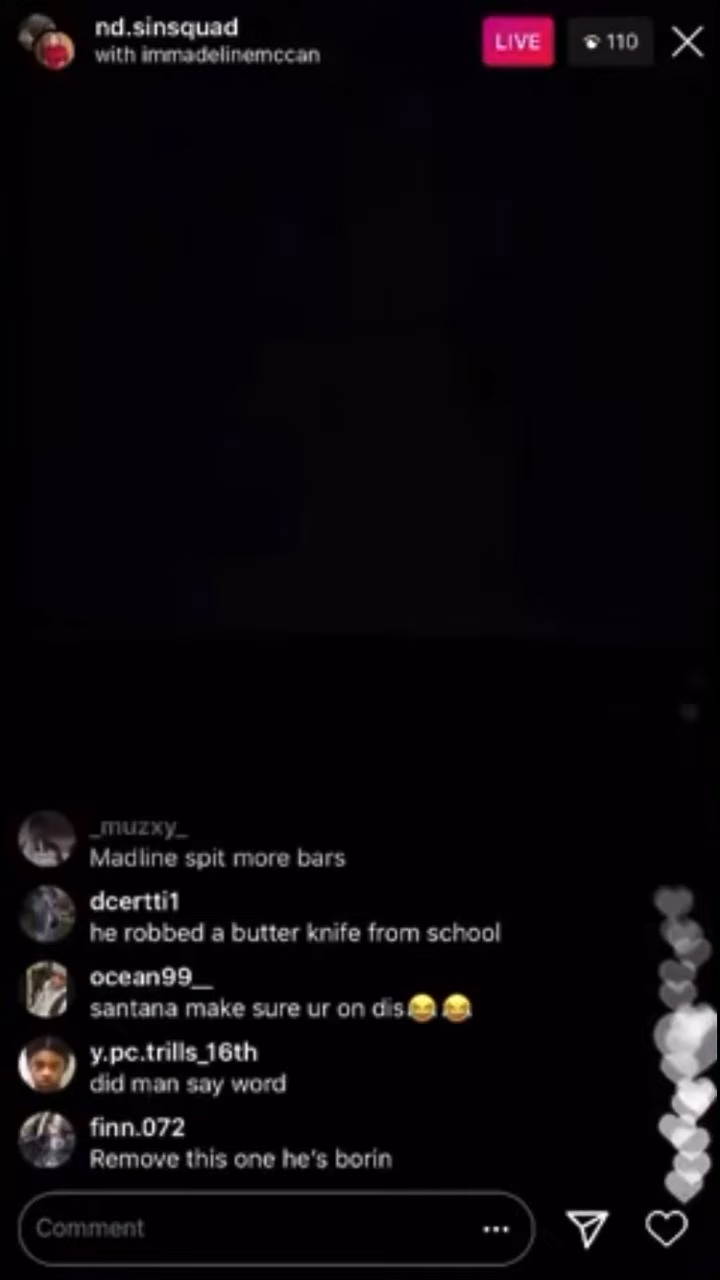 nd.sinsquad
with immadelinemccan
LIVE
110
_muzxy_
Madline spit more bars
dcertti1
he robbed a butter knife from school
ocean99__
santana make sure ur on dis😂😂
y.pc.trills_16th
did man say word
finn.072
Remove this one he's borin
Comment